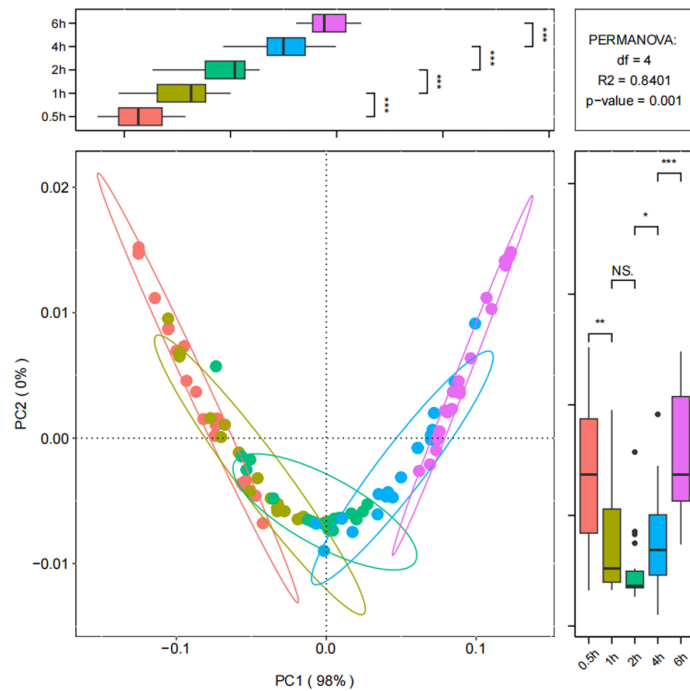 6h
4h
2h
1h
0.5h
***
***
***
***
PERMANOVA:
df = 4
R2 = 0.8401
p-value = 0.001
0.02
0.01
0.00
−0.01
PC2 ( 0% )
−0.1
0.0
0.1
PC1 ( 98% )
***
*
NS.
**
0.5h
1h
2h
4h
6h